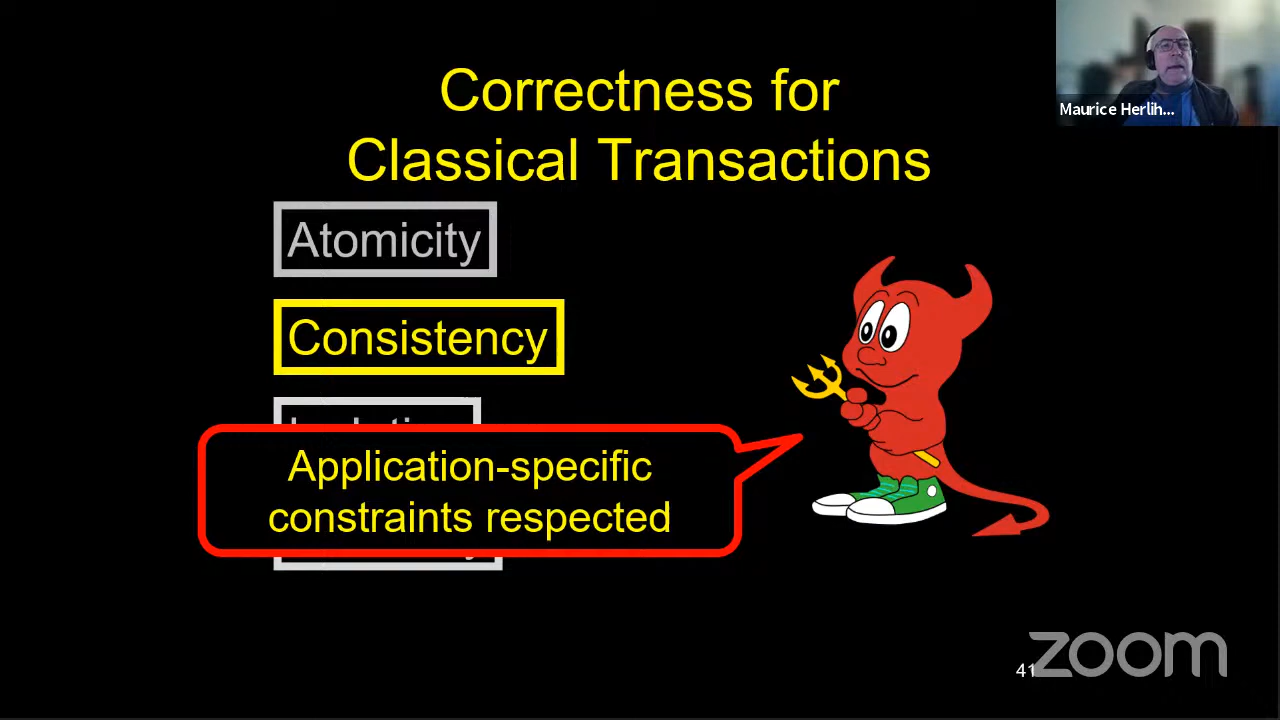 Correctness for
Classical Transactions
Maurice Herlih...
Atomicity
Consistency
Application-specific
constraints respected
41
zoom